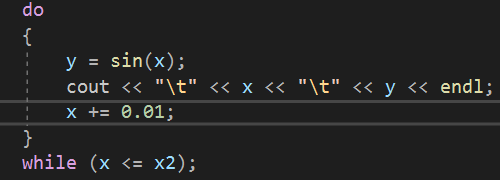 do
{
y = sin(x);
cout << "\t" << x << "\t" << y << endl;
x += 0.01;
}
while (x <= x2);